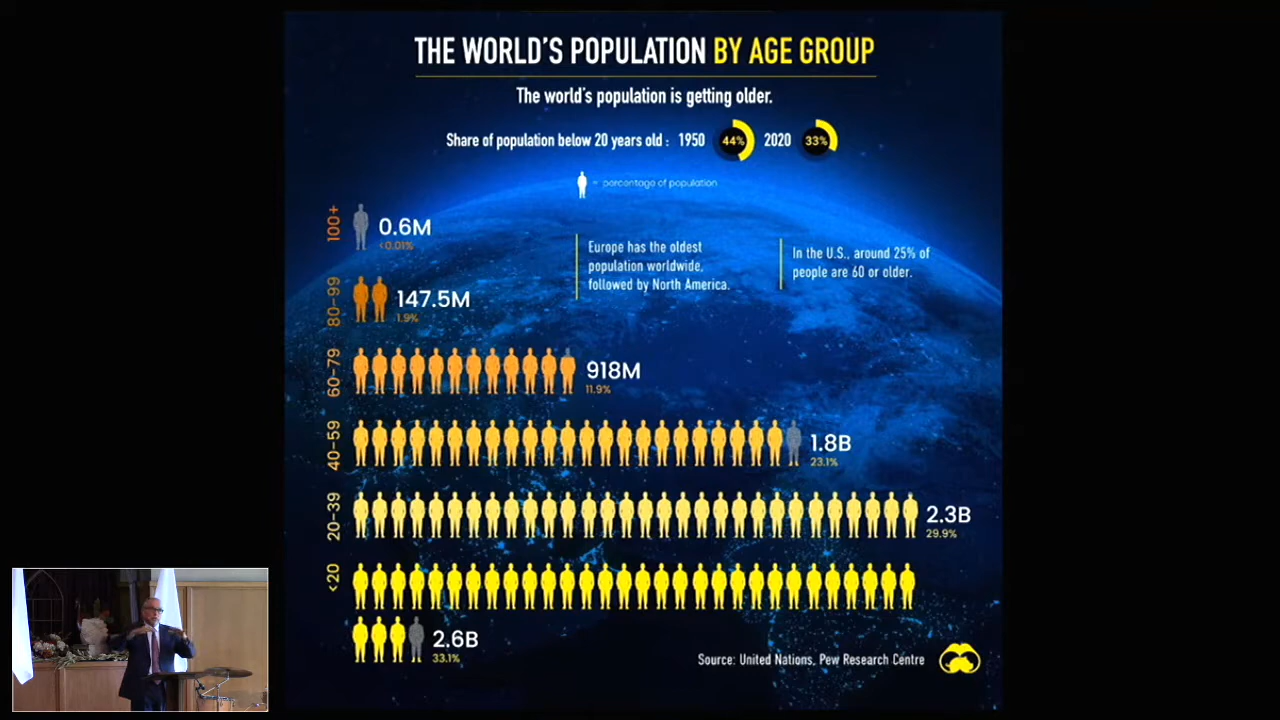 THE WORLD'S POPULATION BY AGE GROUP
The world's population is getting older.
Share of population below 20 years old : 1950 44% 2020 33%
= percentage of population
100+ 0.6M
<0.01%
Europe has the oldest
population worldwide,
followed by North America.
In the U.S., around 25% of
people are 60 or older.
80-99 147.5M
1.9%
60-79 918M
11.9%
40-59 1.8B
23.1%
20-39 2.3B
29.9%
<20
2.6B
33.1%
Source: United Nations, Pew Research Centre